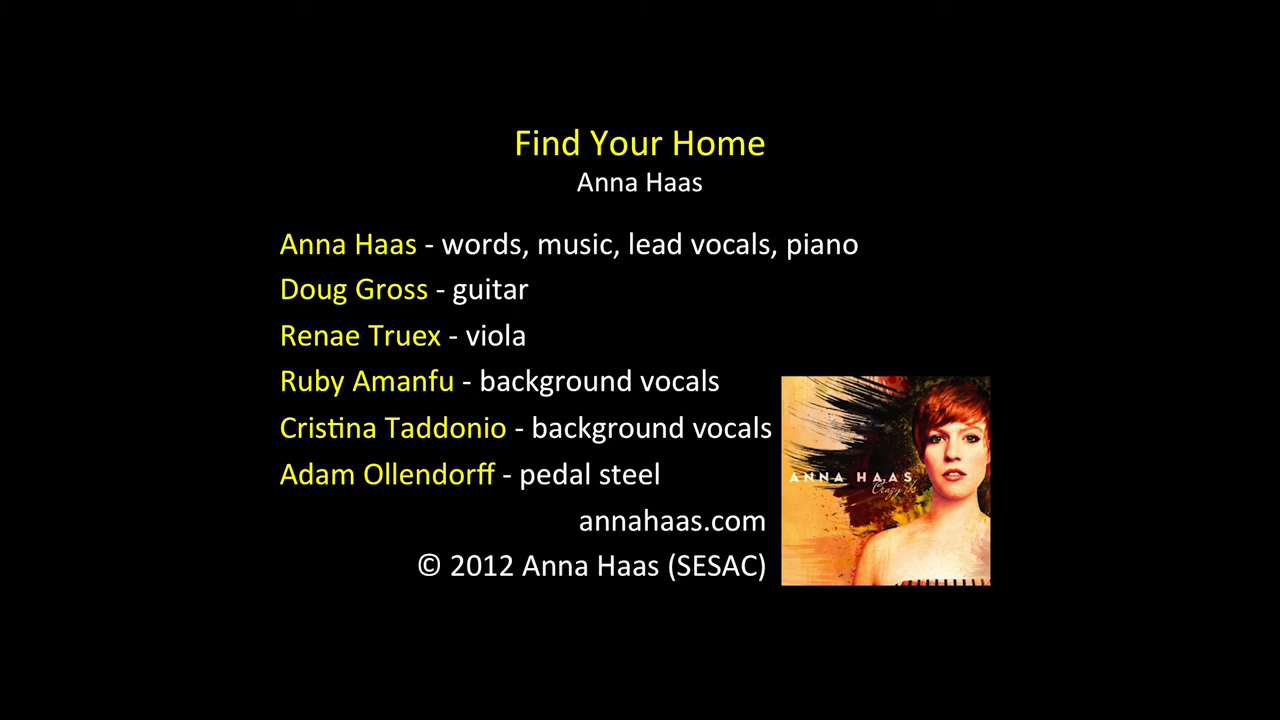 Find Your Home
Anna Haas
Anna Haas - words, music, lead vocals, piano
Doug Gross - guitar
Renae Truex - viola
Ruby Amanfu - background vocals
Cristina Taddonio - background vocals
Adam Ollendorff - pedal steel
ANNA HAAS
annahaas.com
© 2012 Anna Haas (SESAC)